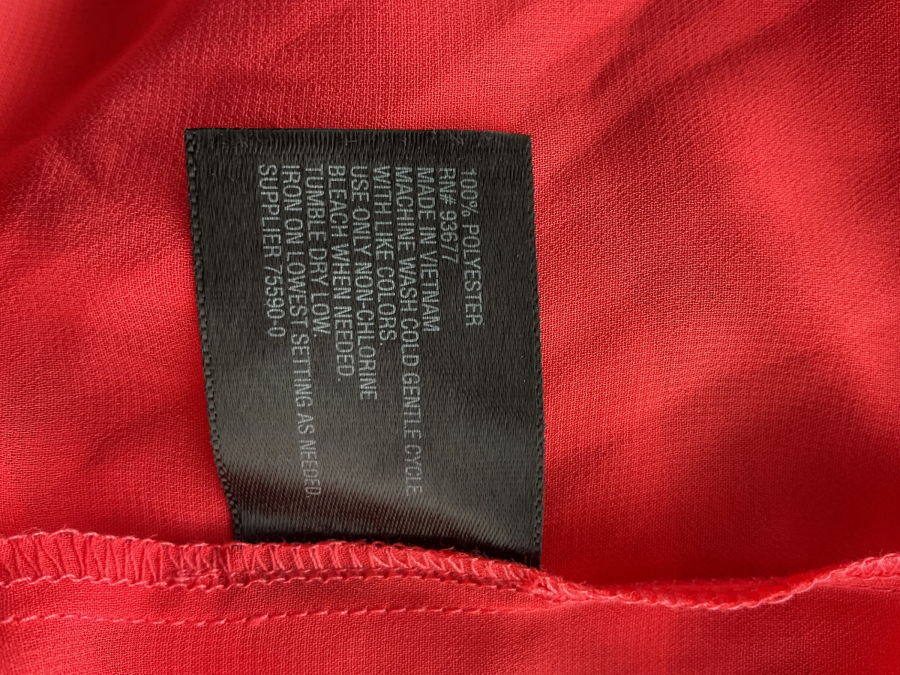 100% POLYESTER
RN# 93677
MADE IN VIETNAM
MACHINE WASH COLD GENTLE CYCLE
WITH LIKE COLORS.
USE ONLY NON-CHLORINE
BLEACH WHEN NEEDED.
TUMBLE DRY LOW.
IRON ON LOWEST SETTING AS NEEDED.
SUPPLIER 75590-0